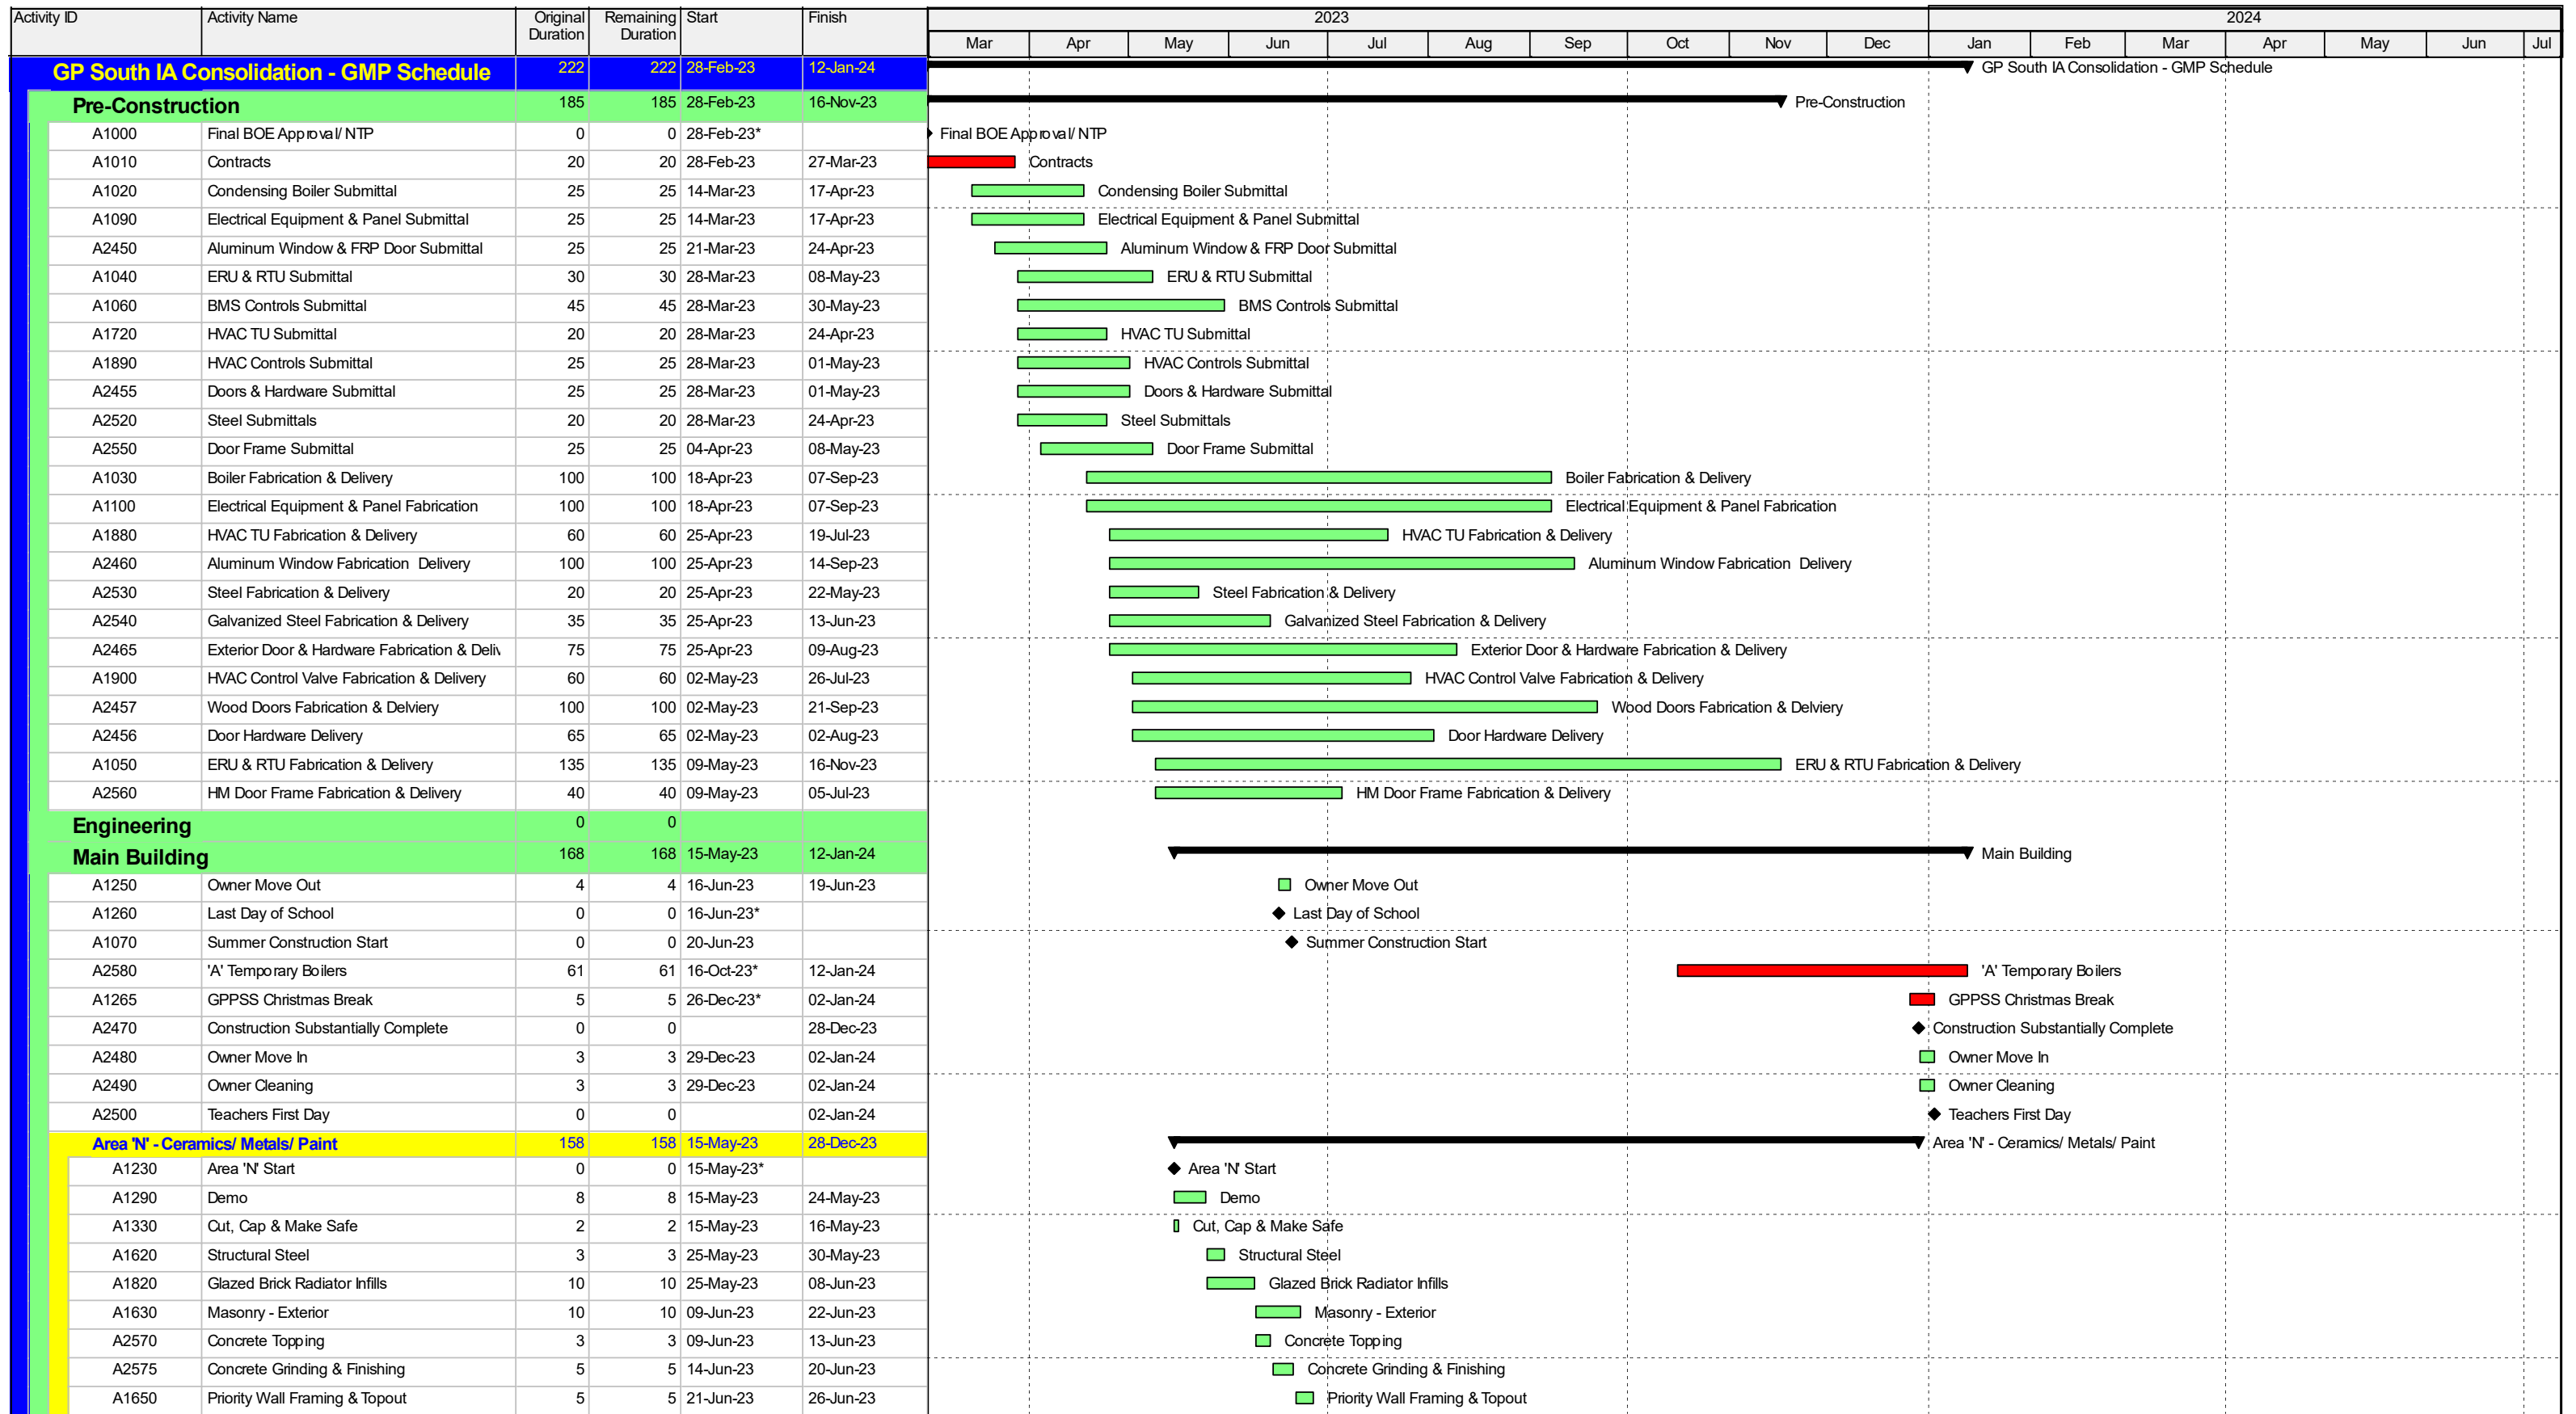 Activity ID Activity Name Original Duration Remaining Duration Start Finish 2023 2024
Mar Apr May Jun Jul Aug Sep Oct Nov Dec Jan Feb Mar Apr May Jun Jul
GP South IA Consolidation - GMP Schedule 222 222 28-Feb-23 12-Jan-24 GP South IA Consolidation - GMP Schedule
Pre-Construction 185 185 28-Feb-23 16-Nov-23 Pre-Construction
A1000 Final BOE Approval/ NTP 0 0 28-Feb-23* Final BOE Approval/ NTP
A1010 Contracts 20 20 28-Feb-23 27-Mar-23 Contracts
A1020 Condensing Boiler Submittal 25 25 14-Mar-23 17-Apr-23 Condensing Boiler Submittal
A1090 Electrical Equipment & Panel Submittal 25 25 14-Mar-23 17-Apr-23 Electrical Equipment & Panel Submittal
A2450 Aluminum Window & FRP Door Submittal 25 25 21-Mar-23 24-Apr-23 Aluminum Window & FRP Door Submittal
A1040 ERU & RTU Submittal 30 30 28-Mar-23 08-May-23 ERU & RTU Submittal
A1060 BMS Controls Submittal 45 45 28-Mar-23 30-May-23 BMS Controls Submittal
A1720 HVAC TU Submittal 20 20 28-Mar-23 24-Apr-23 HVAC TU Submittal
A1890 HVAC Controls Submittal 25 25 28-Mar-23 01-May-23 HVAC Controls Submittal
A2455 Doors & Hardware Submittal 25 25 28-Mar-23 01-May-23 Doors & Hardware Submittal
A2520 Steel Submittals 20 20 28-Mar-23 24-Apr-23 Steel Submittals
A2550 Door Frame Submittal 25 25 04-Apr-23 08-May-23 Door Frame Submittal
A1030 Boiler Fabrication & Delivery 100 100 18-Apr-23 07-Sep-23 Boiler Fabrication & Delivery
A1100 Electrical Equipment & Panel Fabrication 100 100 18-Apr-23 07-Sep-23 Electrical Equipment & Panel Fabrication
A1880 HVAC TU Fabrication & Delivery 60 60 25-Apr-23 19-Jul-23 HVAC TU Fabrication & Delivery
A2460 Aluminum Window Fabrication  Delivery 100 100 25-Apr-23 14-Sep-23 Aluminum Window Fabrication  Delivery
A2530 Steel Fabrication & Delivery 20 20 25-Apr-23 22-May-23 Steel Fabrication & Delivery
A2540 Galvanized Steel Fabrication & Delivery 35 35 25-Apr-23 13-Jun-23 Galvanized Steel Fabrication & Delivery
A2465 Exterior Door & Hardware Fabrication & Deliv 75 75 25-Apr-23 09-Aug-23 Exterior Door & Hardware Fabrication & Delivery
A1900 HVAC Control Valve Fabrication & Delivery 60 60 02-May-23 26-Jul-23 HVAC Control Valve Fabrication & Delivery
A2457 Wood Doors Fabrication & Delviery 100 100 02-May-23 21-Sep-23 Wood Doors Fabrication & Delviery
A2456 Door Hardware Delivery 65 65 02-May-23 02-Aug-23 Door Hardware Delivery
A1050 ERU & RTU Fabrication & Delivery 135 135 09-May-23 16-Nov-23 ERU & RTU Fabrication & Delivery
A2560 HM Door Frame Fabrication & Delivery 40 40 09-May-23 05-Jul-23 HM Door Frame Fabrication & Delivery
Engineering 0 0
Main Building 168 168 15-May-23 12-Jan-24 Main Building
A1250 Owner Move Out 4 4 16-Jun-23 19-Jun-23 Owner Move Out
A1260 Last Day of School 0 0 16-Jun-23* Last Day of School
A1070 Summer Construction Start 0 0 20-Jun-23 Summer Construction Start
A2580 'A' Temporary Boilers 61 61 16-Oct-23* 12-Jan-24 'A' Temporary Boilers
A1265 GPPSS Christmas Break 5 5 26-Dec-23* 02-Jan-24 GPPSS Christmas Break
A2470 Construction Substantially Complete 0 0 28-Dec-23 Construction Substantially Complete
A2480 Owner Move In 3 3 29-Dec-23 02-Jan-24 Owner Move In
A2490 Owner Cleaning 3 3 29-Dec-23 02-Jan-24 Owner Cleaning
A2500 Teachers First Day 0 0 02-Jan-24 Teachers First Day
Area 'N' - Ceramics/ Metals/ Paint 158 158 15-May-23 28-Dec-23 Area 'N' - Ceramics/ Metals/ Paint
A1230 Area 'N' Start 0 0 15-May-23* Area 'N' Start
A1290 Demo 8 8 15-May-23 24-May-23 Demo
A1330 Cut, Cap & Make Safe 2 2 15-May-23 16-May-23 Cut, Cap & Make Safe
A1620 Structural Steel 3 3 25-May-23 30-May-23 Structural Steel
A1820 Glazed Brick Radiator Infills 10 10 25-May-23 08-Jun-23 Glazed Brick Radiator Infills
A1630 Masonry - Exterior 10 10 09-Jun-23 22-Jun-23 Masonry - Exterior
A2570 Concrete Topping 3 3 09-Jun-23 13-Jun-23 Concrete Topping
A2575 Concrete Grinding & Finishing 5 5 14-Jun-23 20-Jun-23 Concrete Grinding & Finishing
A1650 Priority Wall Framing & Topout 5 5 21-Jun-23 26-Jun-23 Priority Wall Framing & Topout